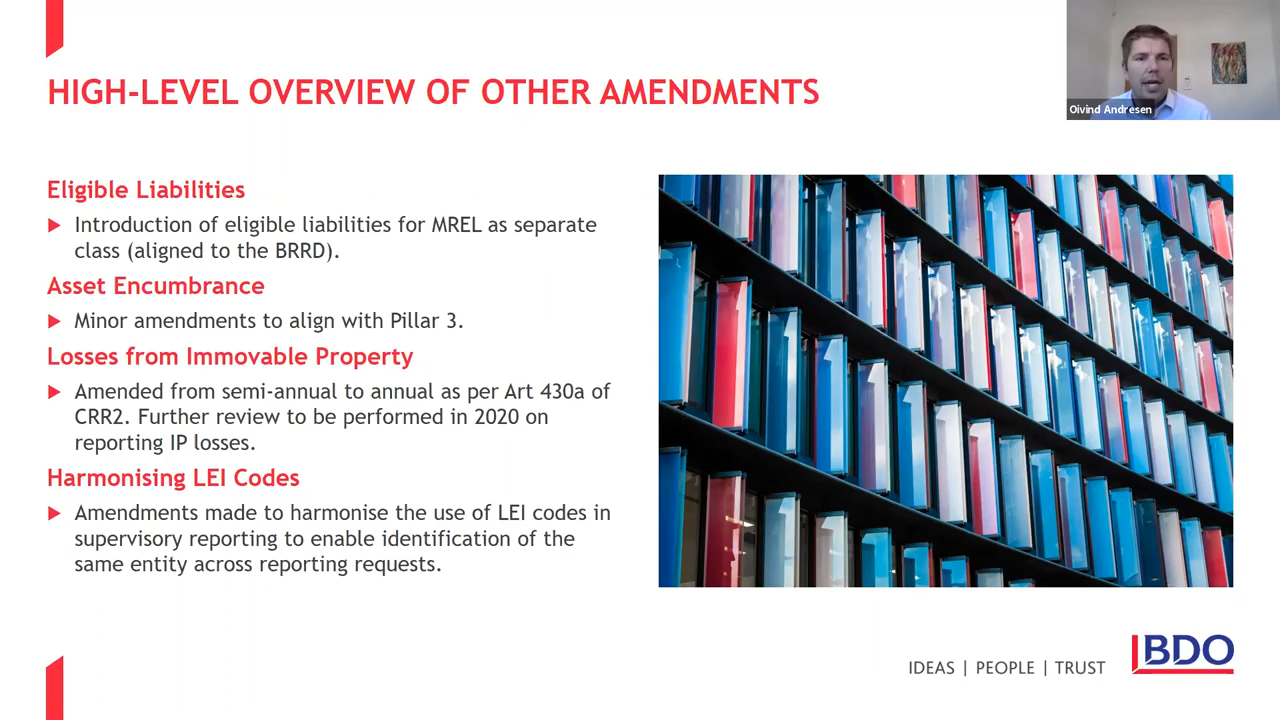 HIGH-LEVEL OVERVIEW OF OTHER AMENDMENTS
Oivind Andresen
Eligible Liabilities
Introduction of eligible liabilities for MREL as separate
class (aligned to the BRRD).
Asset Encumbrance
Minor amendments to align with Pillar 3.
Losses from Immovable Property
Amended from semi-annual to annual as per Art 430a of
CRR2. Further review to be performed in 2020 on
reporting IP losses.
Harmonising LEI Codes
Amendments made to harmonise the use of LEI codes in
supervisory reporting to enable identification of the
same entity across reporting requests.
IDEAS | PEOPLE | TRUST
BDO